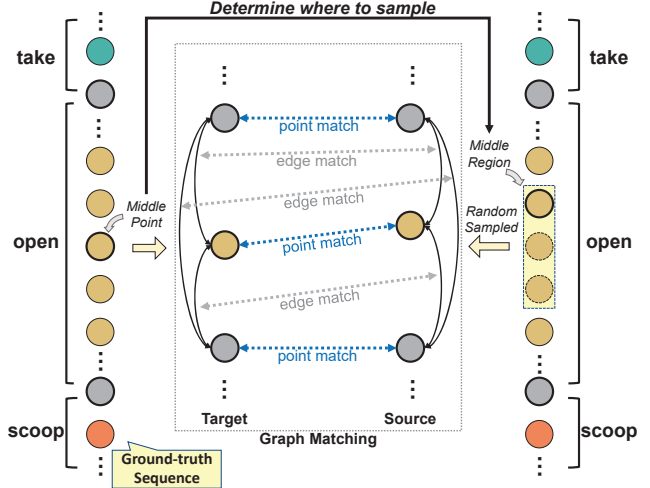 Determine where to sample
take
take
point match
edge match
edge match
Middle
Region
Middle
Point
open
point match
Random
Sampled
open
edge match
point match
Target
Source
Graph Matching
scoop
scoop
Ground-truth
Sequence